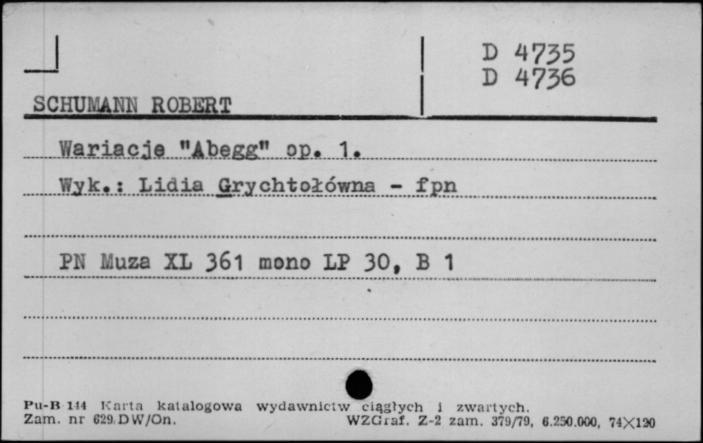 D 4735
D 4736
SCHUMANN ROBERT
Wariacje "Abegg" op. 1.
Wyk.: Lidia Grychtołówna - fpn
PN Muza XL 361 mono LP 30, B 1
Pu-B 144 Karta katalogowa wydawnictw ciągłych i zwartych.
Zam. nr 629 DW/On. WZGraf. Z-2 zam. 379/79, 6.250.000, 74×120